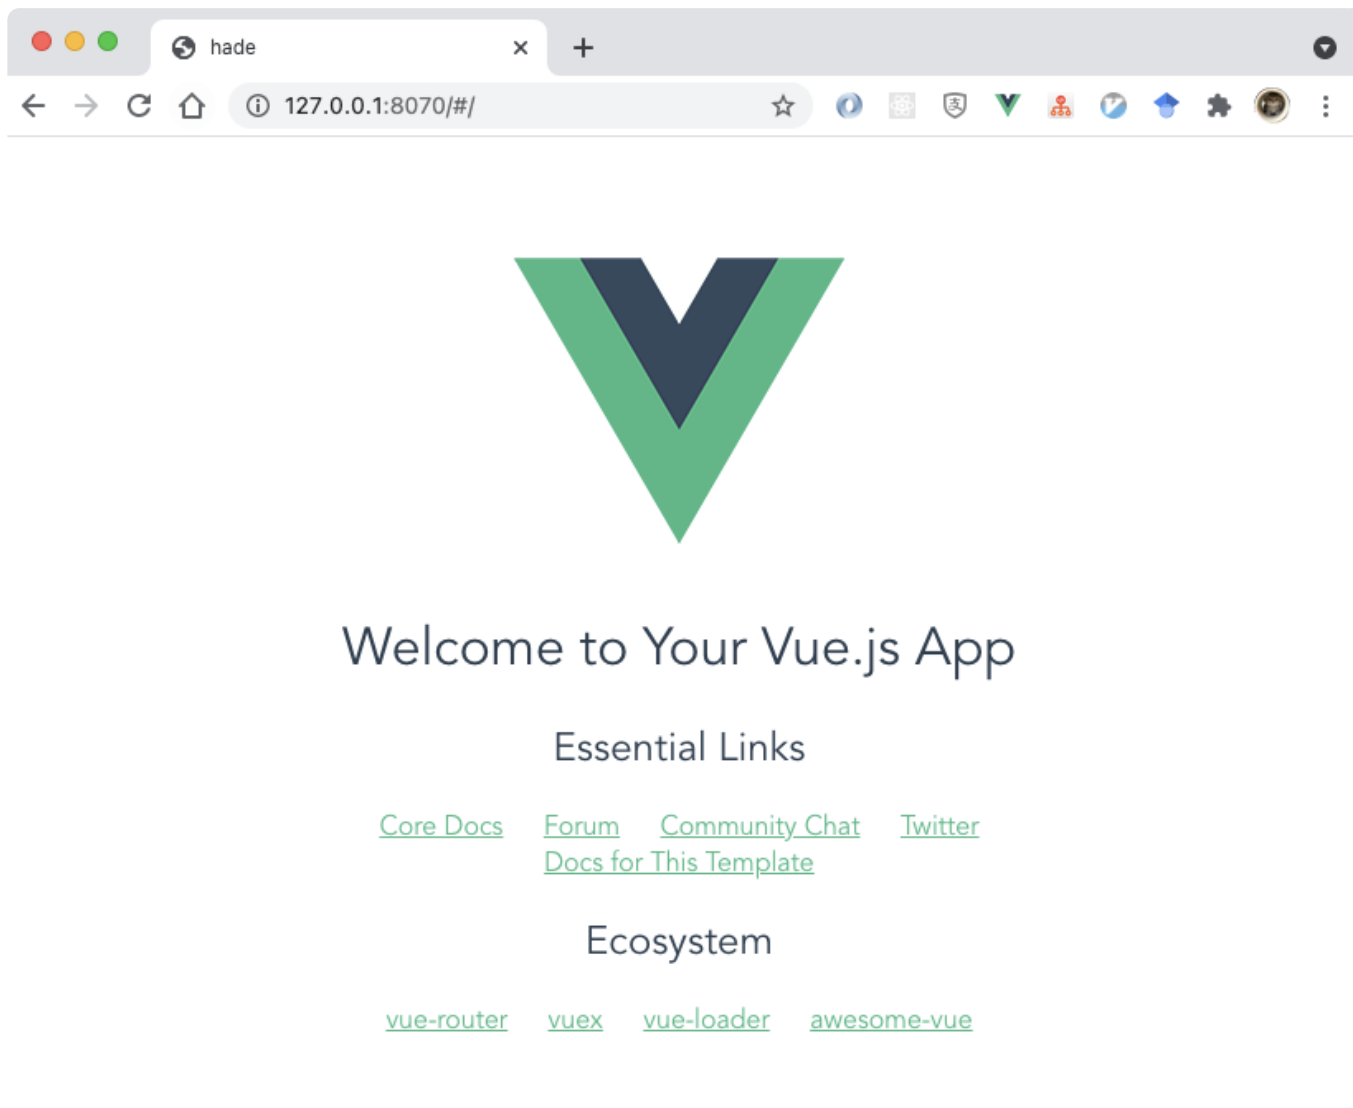 hade
127.0.0.1:8070/#/
Welcome to Your Vue.js App
Essential Links
Core Docs Forum Community Chat Twitter
Docs for This Template
Ecosystem
vue-router vuex vue-loader awesome-vue